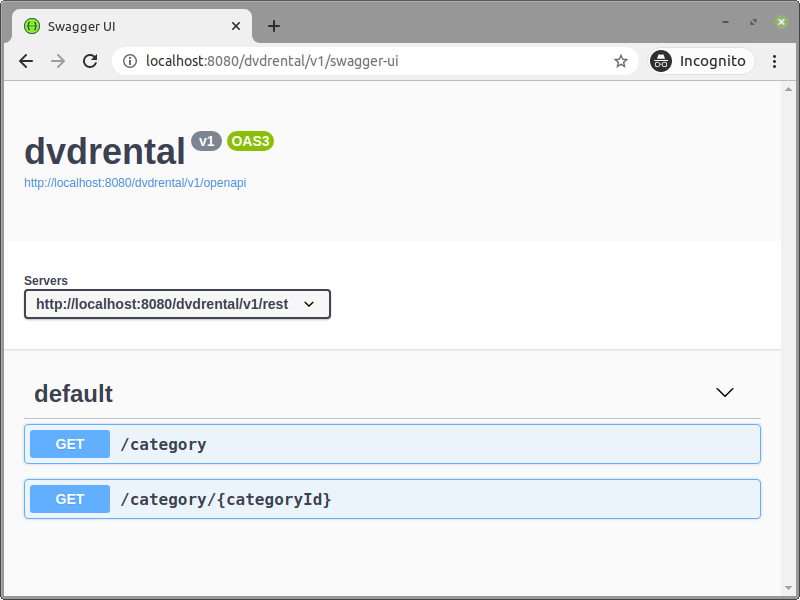 Swagger UI
localhost:8080/dvdrental/v1/swagger-ui
Incognito
dvdrental v1 OAS3
http://localhost:8080/dvdrental/v1/openapi
Servers
http://localhost:8080/dvdrental/v1/rest
default
GET /category
GET /category/{categoryId}